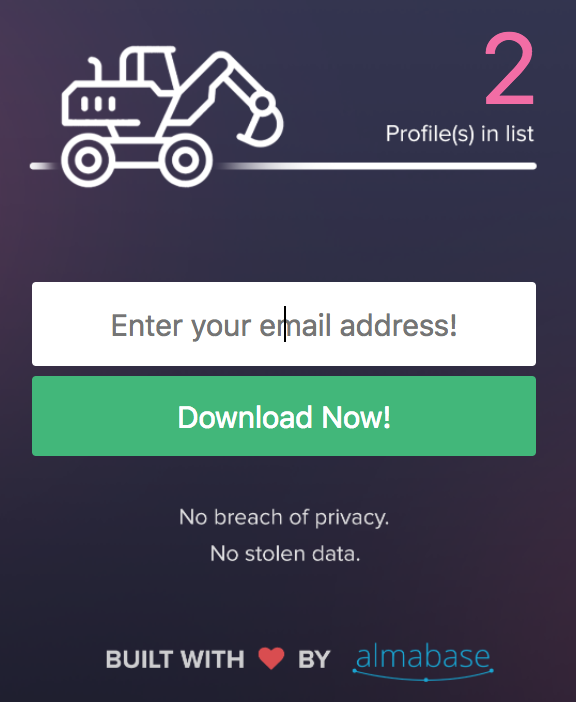 2
Profile(s) in list
Enter your email address!
Download Now!
No breach of privacy.
No stolen data.
BUILT WITH ❤ BY almabase